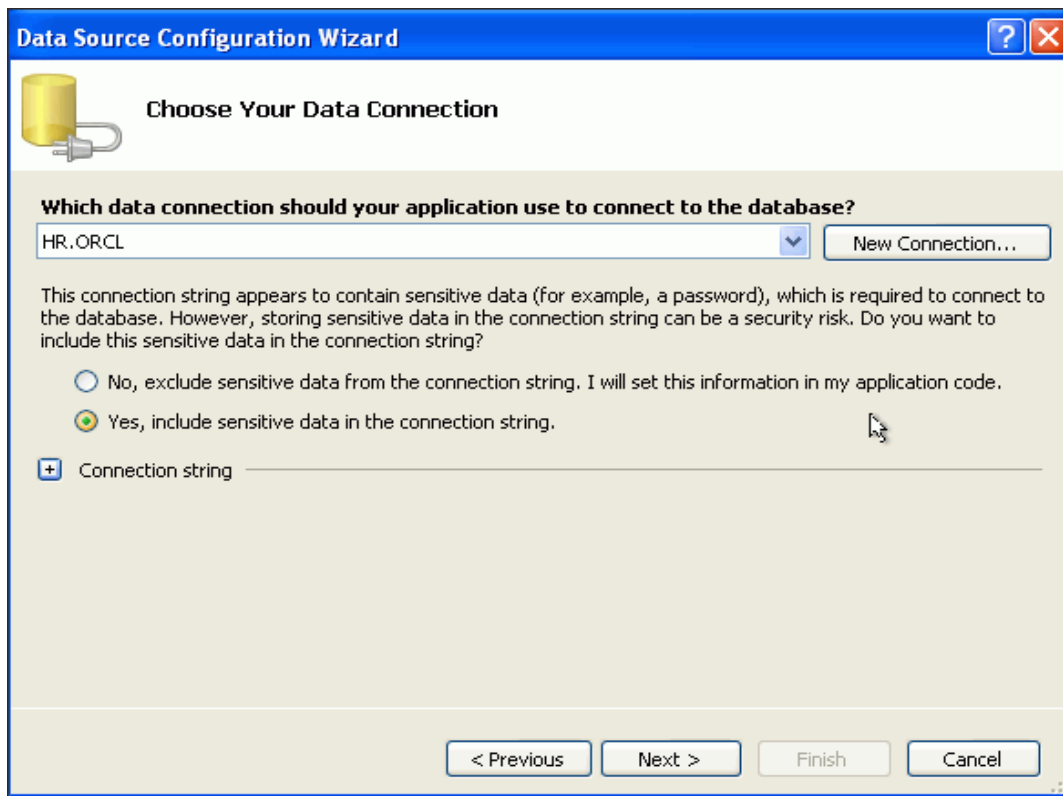 Data Source Configuration Wizard
Choose Your Data Connection
Which data connection should your application use to connect to the database?
HR.ORCL
New Connection...
This connection string appears to contain sensitive data (for example, a password), which is required to connect to
the database. However, storing sensitive data in the connection string can be a security risk. Do you want to
include this sensitive data in the connection string?
No, exclude sensitive data from the connection string. I will set this information in my application code.
Yes, include sensitive data in the connection string.
Connection string
< Previous Next > Finish Cancel